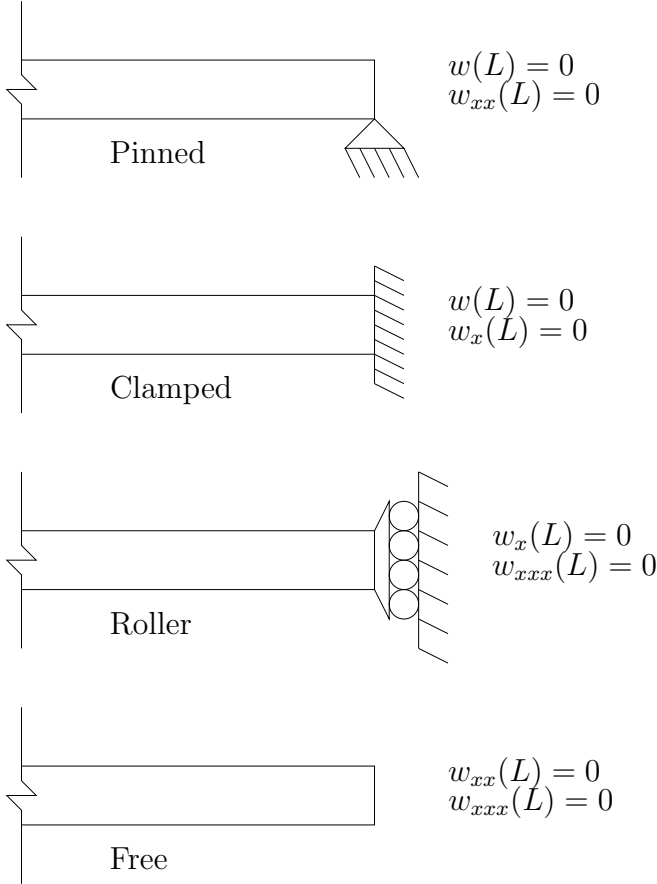 w(L) = 0
w_{xx}(L) = 0
Pinned
w(L) = 0
w_x(L) = 0
Clamped
w_x(L) = 0
w_{xxx}(L) = 0
Roller
w_{xx}(L) = 0
w_{xxx}(L) = 0
Free